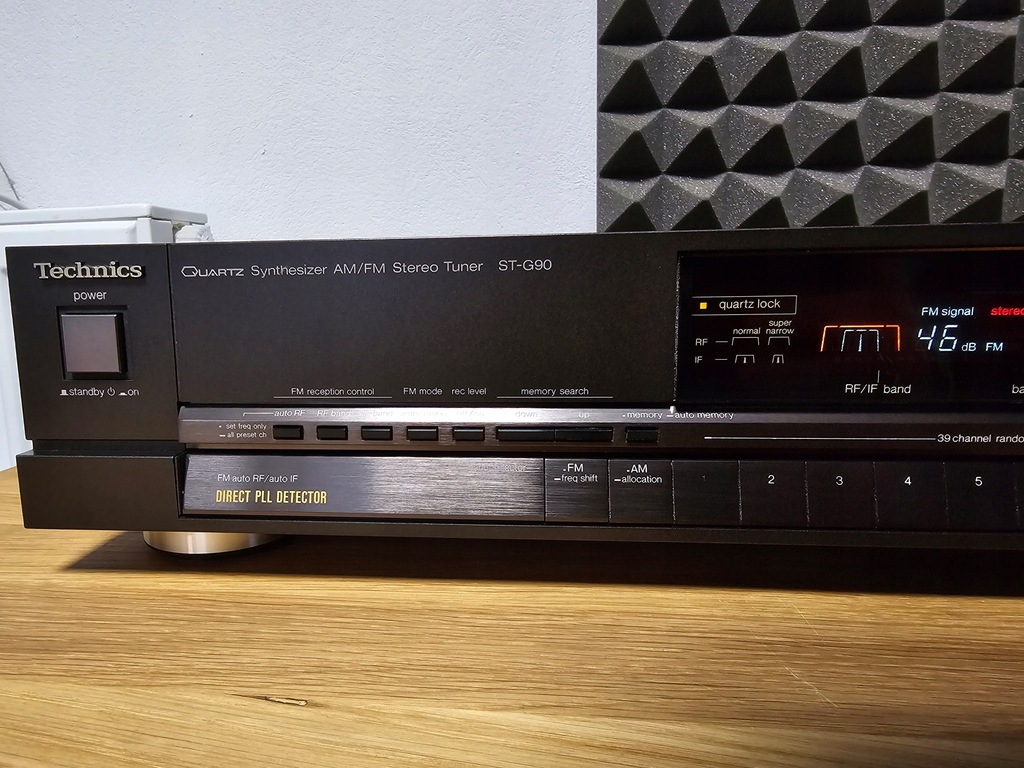 Technics
QUARTZ Synthesizer AM/FM Stereo Tuner ST-G90
power
standby on
quartz lock
FM signal stereo
normal super narrow
RF
IF
46 dB FM
RF/IF band
FM reception control FM mode rec level memory search
auto RF RF band down up memory auto memory
set freq only
all preset ch
39 channel rando
FM auto RF/auto IF
DIRECT PLL DETECTOR
FM
freq shift
AM
allocation
2 3 4 5